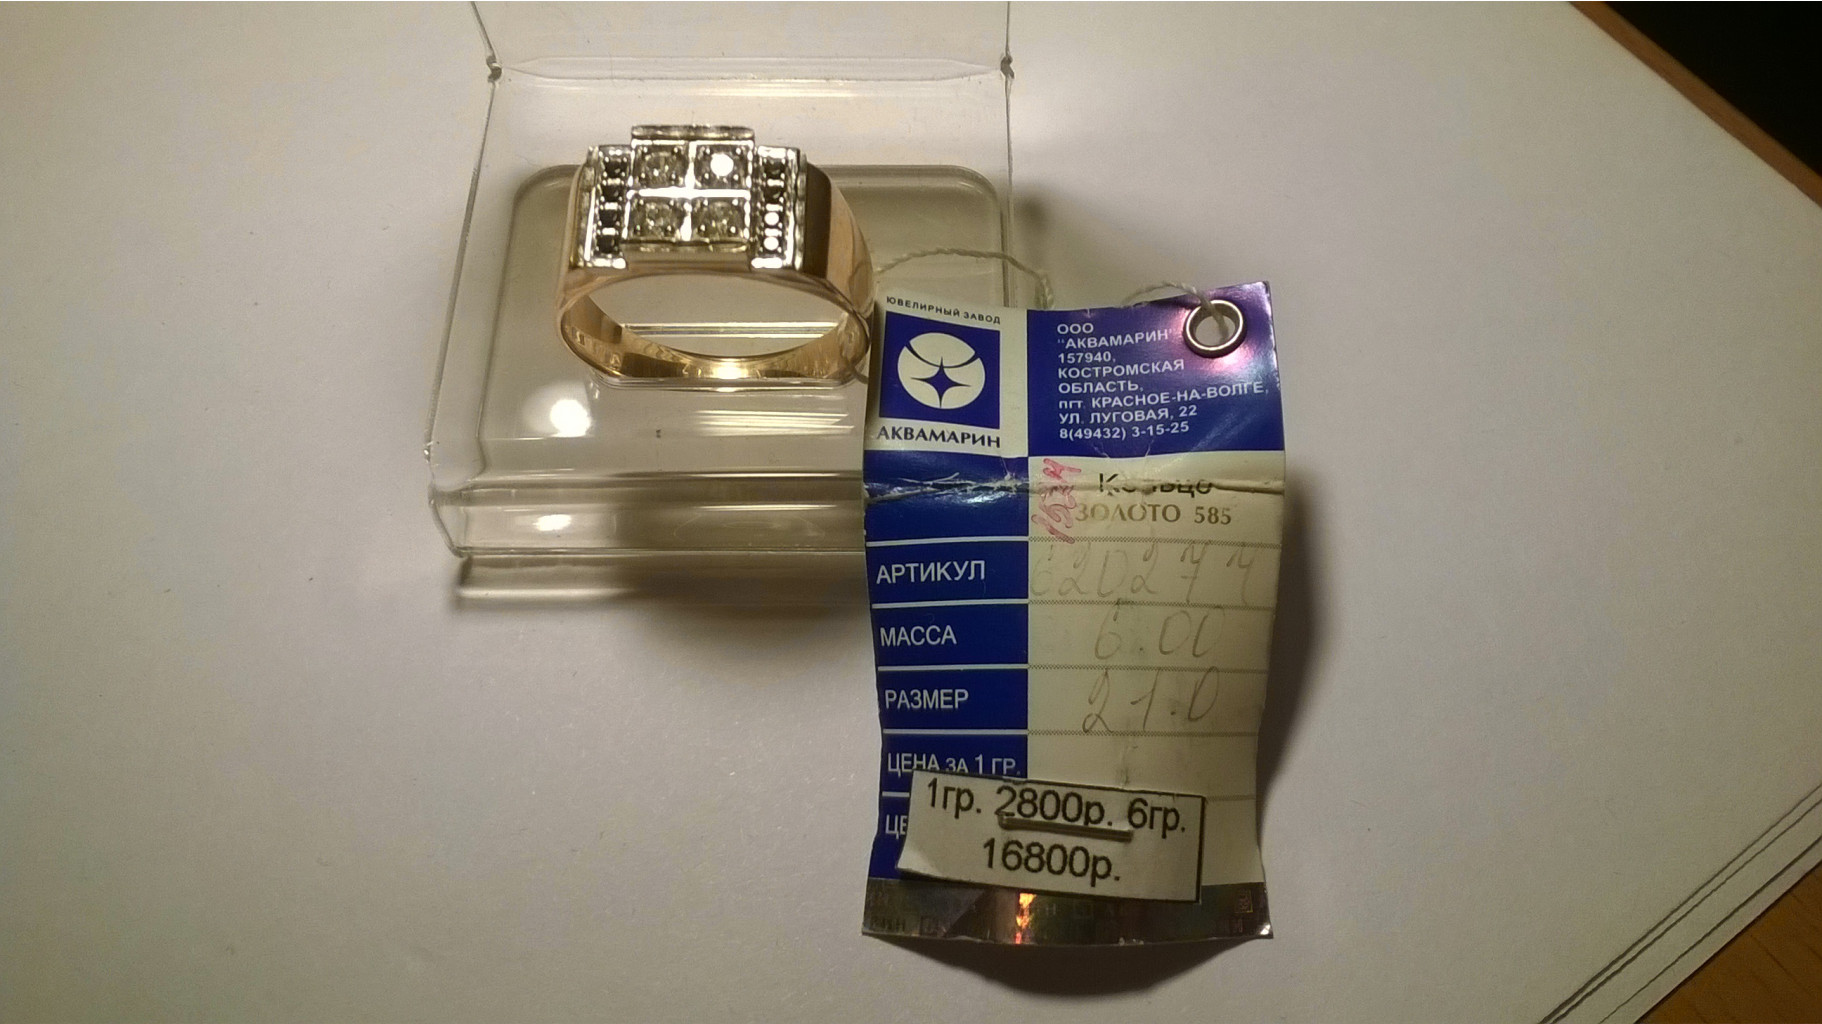 ЮВЕЛИРНЫЙ ЗАВОД
АКВАМАРИН
ООО
"АКВАМАРИН"
157940,
КОСТРОМСКАЯ
ОБЛАСТЬ,
пгт. КРАСНОЕ-НА-ВОЛГЕ,
УЛ. ЛУГОВАЯ, 22
8(49432) 3-15-25
Кольцо
ЗОЛОТО 585
АРТИКУЛ
МАССА 6.00
РАЗМЕР 21.0
ЦЕНА ЗА 1 ГР.
1гр. 2800р. 6гр.
16800р.